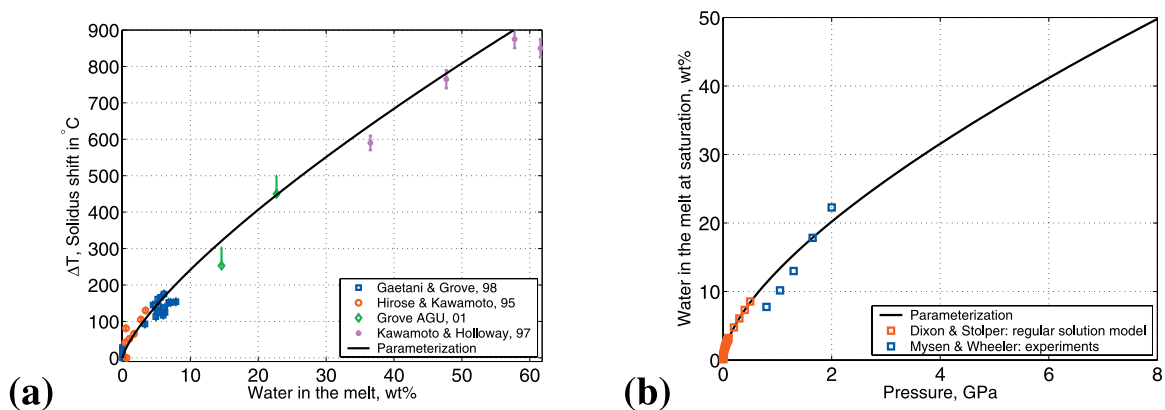 900
800
700
600
500
400
300
200
100
0
ΔT, Solidus shift in °C
0
10
20
30
40
50
60
Water in the melt, wt%
Gaetani & Grove, 98
Hirose & Kawamoto, 95
Grove AGU, 01
Kawamoto & Holloway, 97
Parameterization
(a)
50
40
30
20
10
0
Water in the melt at saturation, wt%
0
2
4
6
8
Pressure, GPa
Parameterization
Dixon & Stolper: regular solution model
Mysen & Wheeler: experiments
(b)